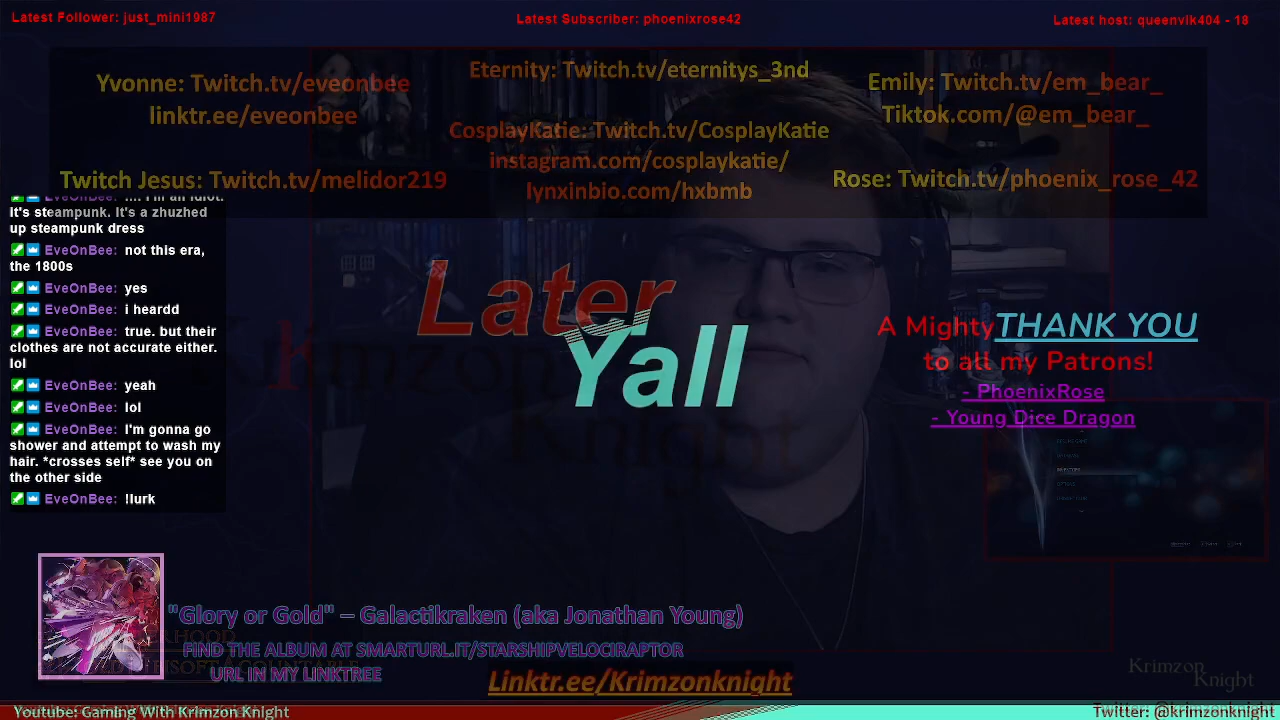 Latest Follower: just_mini1987
Latest Subscriber: phoenixrose42
Latest host: queenvik404 - 18
Yvonne: Twitch.tv/eveonbee
linktr.ee/eveonbee
Eternity: Twitch.tv/eternitys_3nd
Emily: Twitch.tv/em_bear_
Tiktok.com/@em_bear_
CosplayKatie: Twitch.tv/CosplayKatie
instagram.com/cosplaykatie/
lynxinbio.com/hxbmb
Twitch Jesus: Twitch.tv/melidor219
Rose: Twitch.tv/phoenix_rose_42
EveOnBee: .... I'm an idiot.
It's steampunk. It's a zhuzhed
up steampunk dress
EveOnBee: not this era,
the 1800s
EveOnBee: yes
EveOnBee: i heardd
EveOnBee: true. but their
clothes are not accurate either.
lol
EveOnBee: yeah
EveOnBee: lol
EveOnBee: I'm gonna go
shower and attempt to wash my
hair. *crosses self* see you on
the other side
EveOnBee: !lurk
Later
Yall
Krimzon
Knight
A Mighty THANK YOU
to all my Patrons!
- PhoenixRose
- Young Dice Dragon
"Glory or Gold" – Galactikraken (aka Jonathan Young)
FIND THE ALBUM AT SMARTURL.IT/STARSHIPVELOCIRAPTOR
URL IN MY LINKTREE
Linktr.ee/Krimzonknight
Krimzon
Knight
Youtube: Gaming With Krimzon Knight
Twitter: @krimzonknight